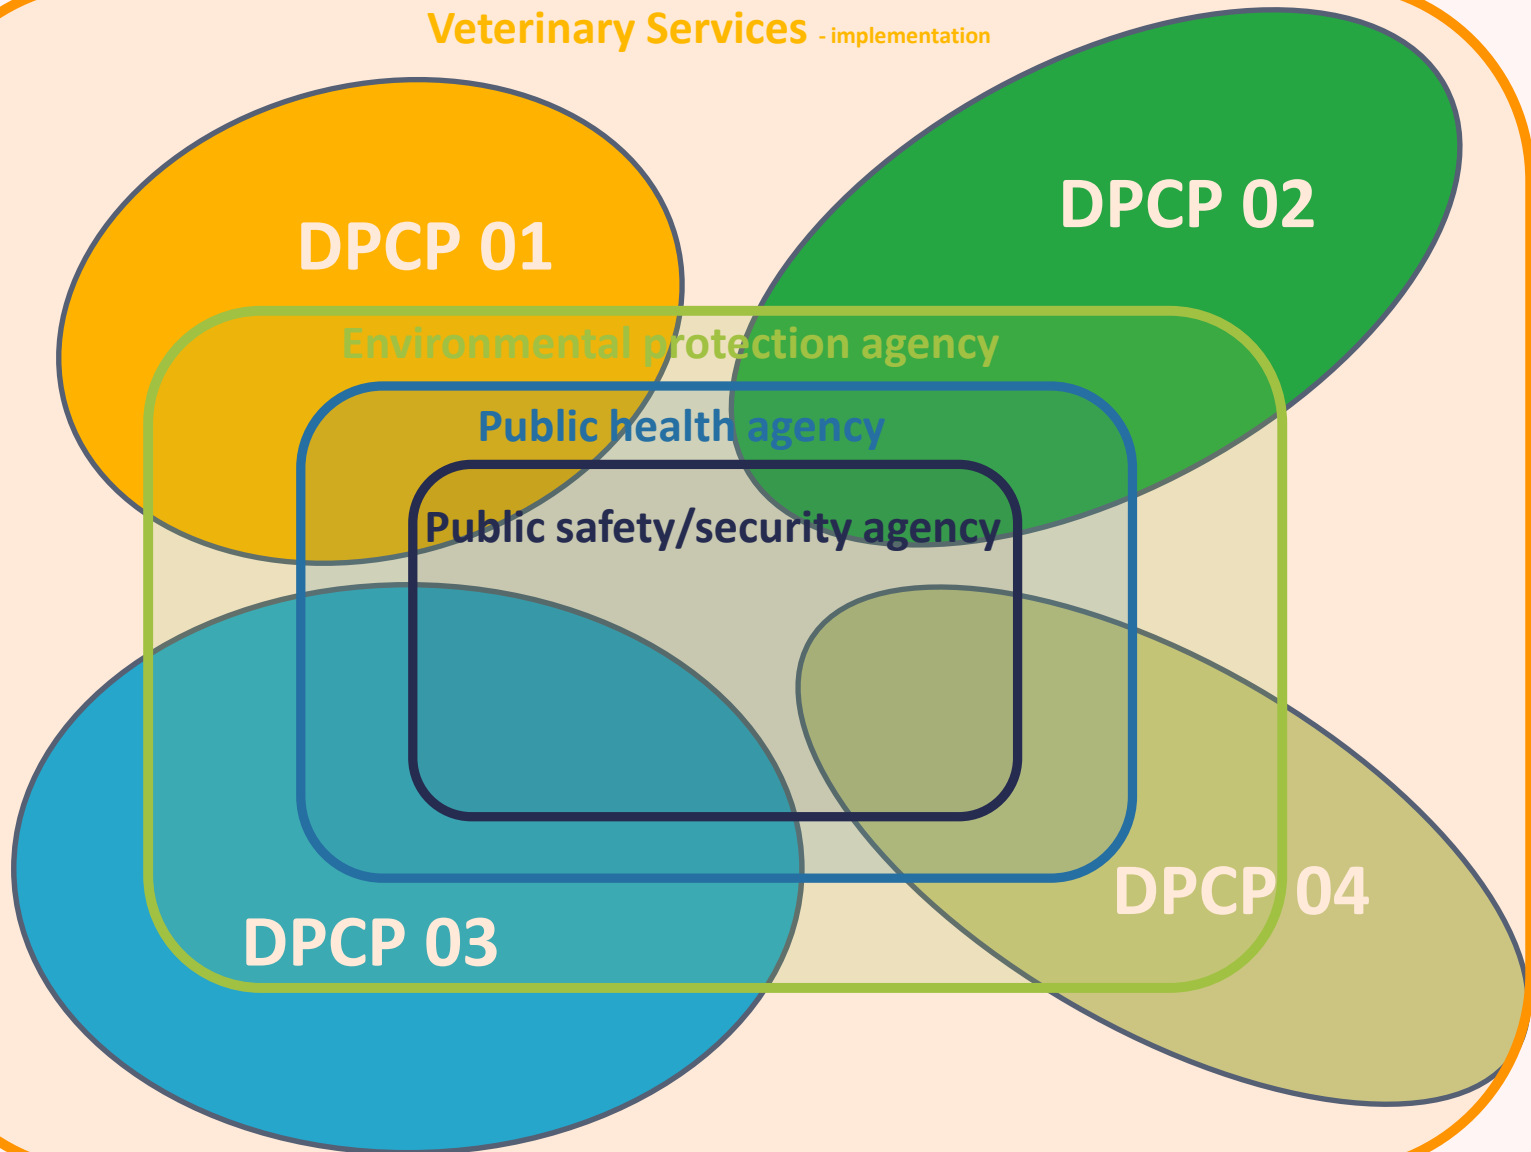 Veterinary Services - implementation
DPCP 01
DPCP 02
Environmental protection agency
Public health agency
Public safety/security agency
DPCP 03
DPCP 04